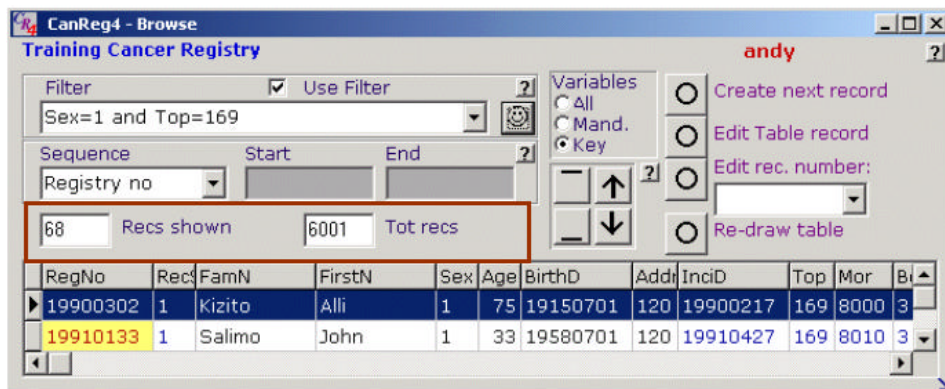 CR4 CanReg4 - Browse
Training Cancer Registry andy ?
Filter Use Filter ?
Sex=1 and Top=169
Sequence Start End ?
Registry no
68 Recs shown 6001 Tot recs
Variables
All
Mand.
Key
?
Create next record
Edit Table record
Edit rec. number:
Re-draw table
RegNo RecS FamN FirstN Sex Age BirthD Addr InciD Top Mor
19900302 1 Kizito Alli 1 75 19150701 120 19900217 169 8000 3
19910133 1 Salimo John 1 33 19580701 120 19910427 169 8010 3